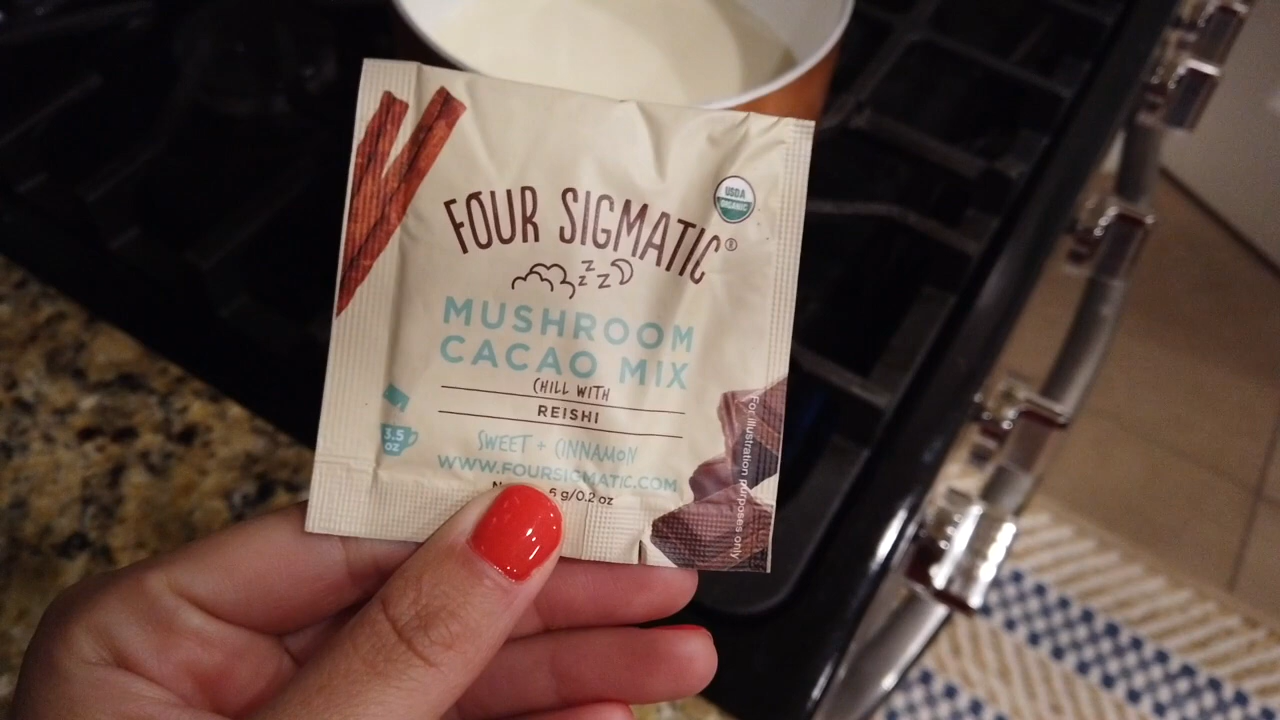 USDA
ORGANIC
FOUR SIGMATIC®
z z z
MUSHROOM
CACAO MIX
CHILL WITH
REISHI
3.5
oz
SWEET + CINNAMON
WWW.FOURSIGMATIC.COM
6 g/0.2 oz
For illustration purposes only